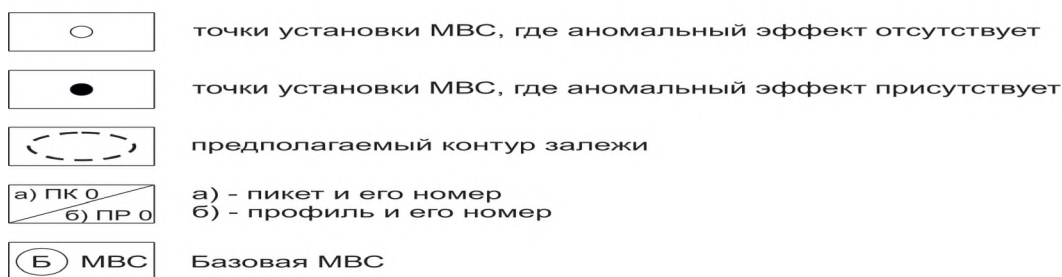 точки установки МВС, где аномальный эффект отсутствует
точки установки МВС, где аномальный эффект присутствует
предполагаемый контур залежи
а) ПК 0
б) ПР 0
а) - пикет и его номер
б) - профиль и его номер
Б МВС Базовая МВС